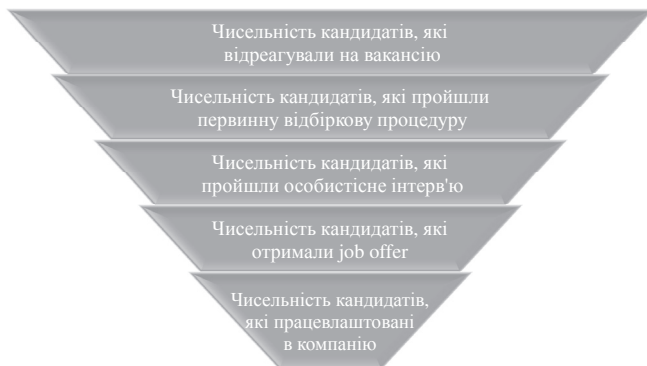 Чисельність кандидатів, які
відреагували на вакансію
Чисельність кандидатів, які пройшли
первинну відбіркову процедуру
Чисельність кандидатів, які
пройшли особистісне інтерв'ю
Чисельність кандидатів, які
отримали job offer
Чисельність кандидатів,
які працевлаштовані
в компанію